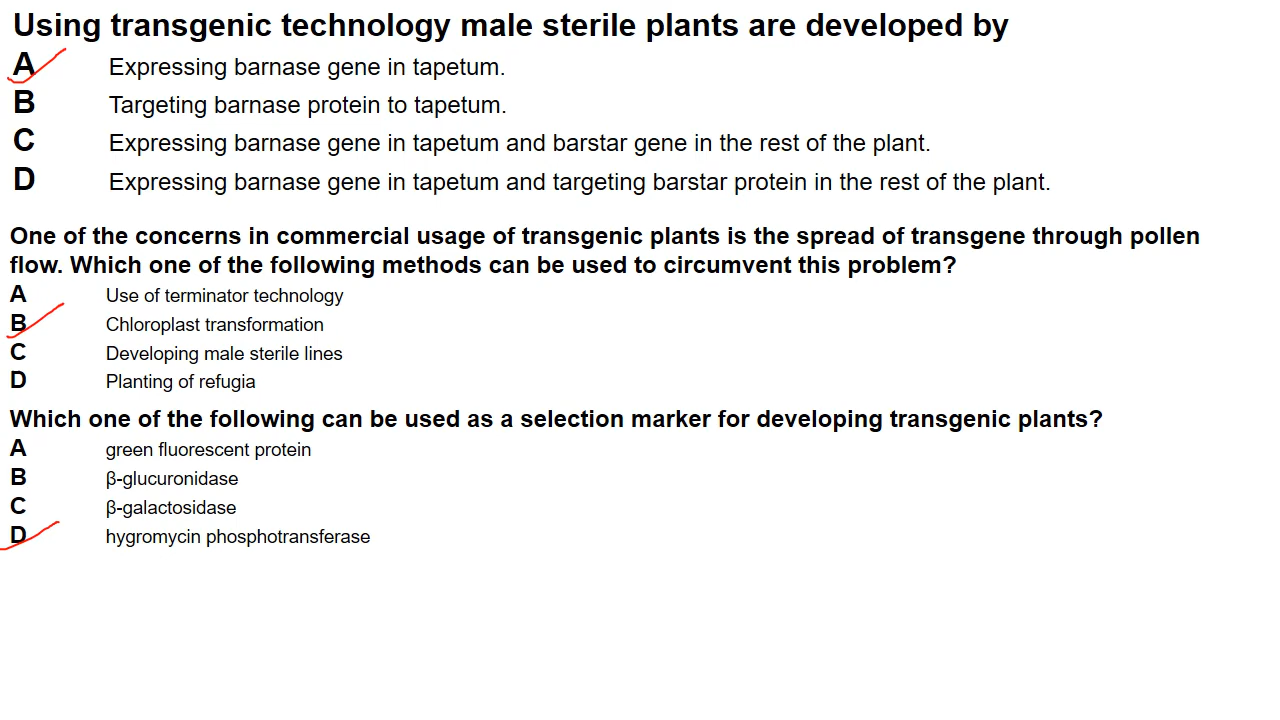 Using transgenic technology male sterile plants are developed by
A Expressing barnase gene in tapetum.
B Targeting barnase protein to tapetum.
C Expressing barnase gene in tapetum and barstar gene in the rest of the plant.
D Expressing barnase gene in tapetum and targeting barstar protein in the rest of the plant.
One of the concerns in commercial usage of transgenic plants is the spread of transgene through pollen
flow. Which one of the following methods can be used to circumvent this problem?
A Use of terminator technology
B Chloroplast transformation
C Developing male sterile lines
D Planting of refugia
Which one of the following can be used as a selection marker for developing transgenic plants?
A green fluorescent protein
B β-glucuronidase
C β-galactosidase
D hygromycin phosphotransferase